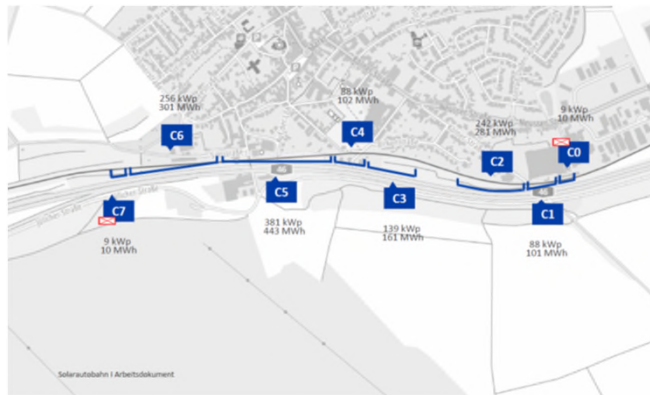 88 kWp
102 MWh
256 kWp
301 MWh
9 kWp
10 MWh
242 kWp
281 MWh
C6
C4
C2
C0
C5
C3
C1
C7
381 kWp
443 MWh
139 kWp
161 MWh
88 kWp
101 MWh
9 kWp
10 MWh
Solarautobahn I Arbeitsdokument